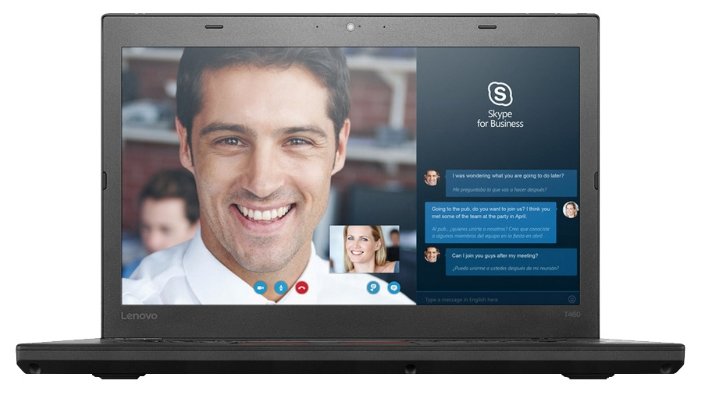 Skype
for Business
I was wondering what you are going to do later?
Me preguntaba lo que vas a hacer después?
Going to the pub, do you want to join us? I think you
met some of the team at the party in April.
Al pub, ¿quieres unirte a nosotros? Creo que conociste
a algunos miembros del equipo en la fiesta en abril
Can I join you guys after my meeting?
¿Puedo unirme a ustedes después de mi reunión?
Type a message in English here
Lenovo
T460